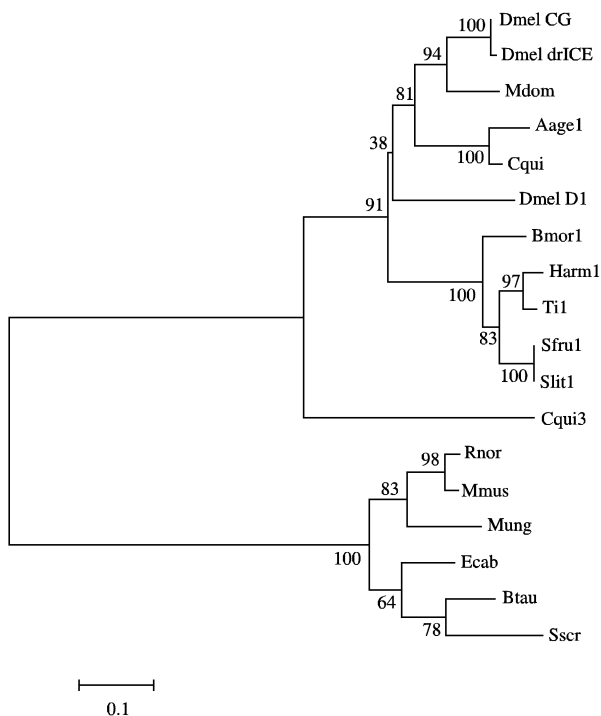 100
Dmel CG
Dmel drICE
94
Mdom
81
Aage1
100
Cqui
38
Dmel D1
91
Bmor1
100
97
Harm1
Ti1
83
Sfru1
100
Slit1
Cqui3
98
Rnor
Mmus
83
Mung
100
Ecab
64
Btau
78
Sscr
0.1